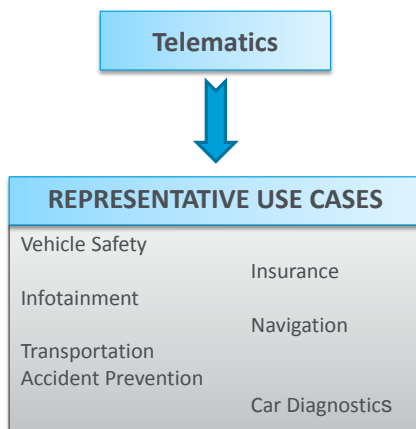 Telematics
REPRESENTATIVE USE CASES
Vehicle Safety
Insurance
Infotainment
Navigation
Transportation
Accident Prevention
Car Diagnostics